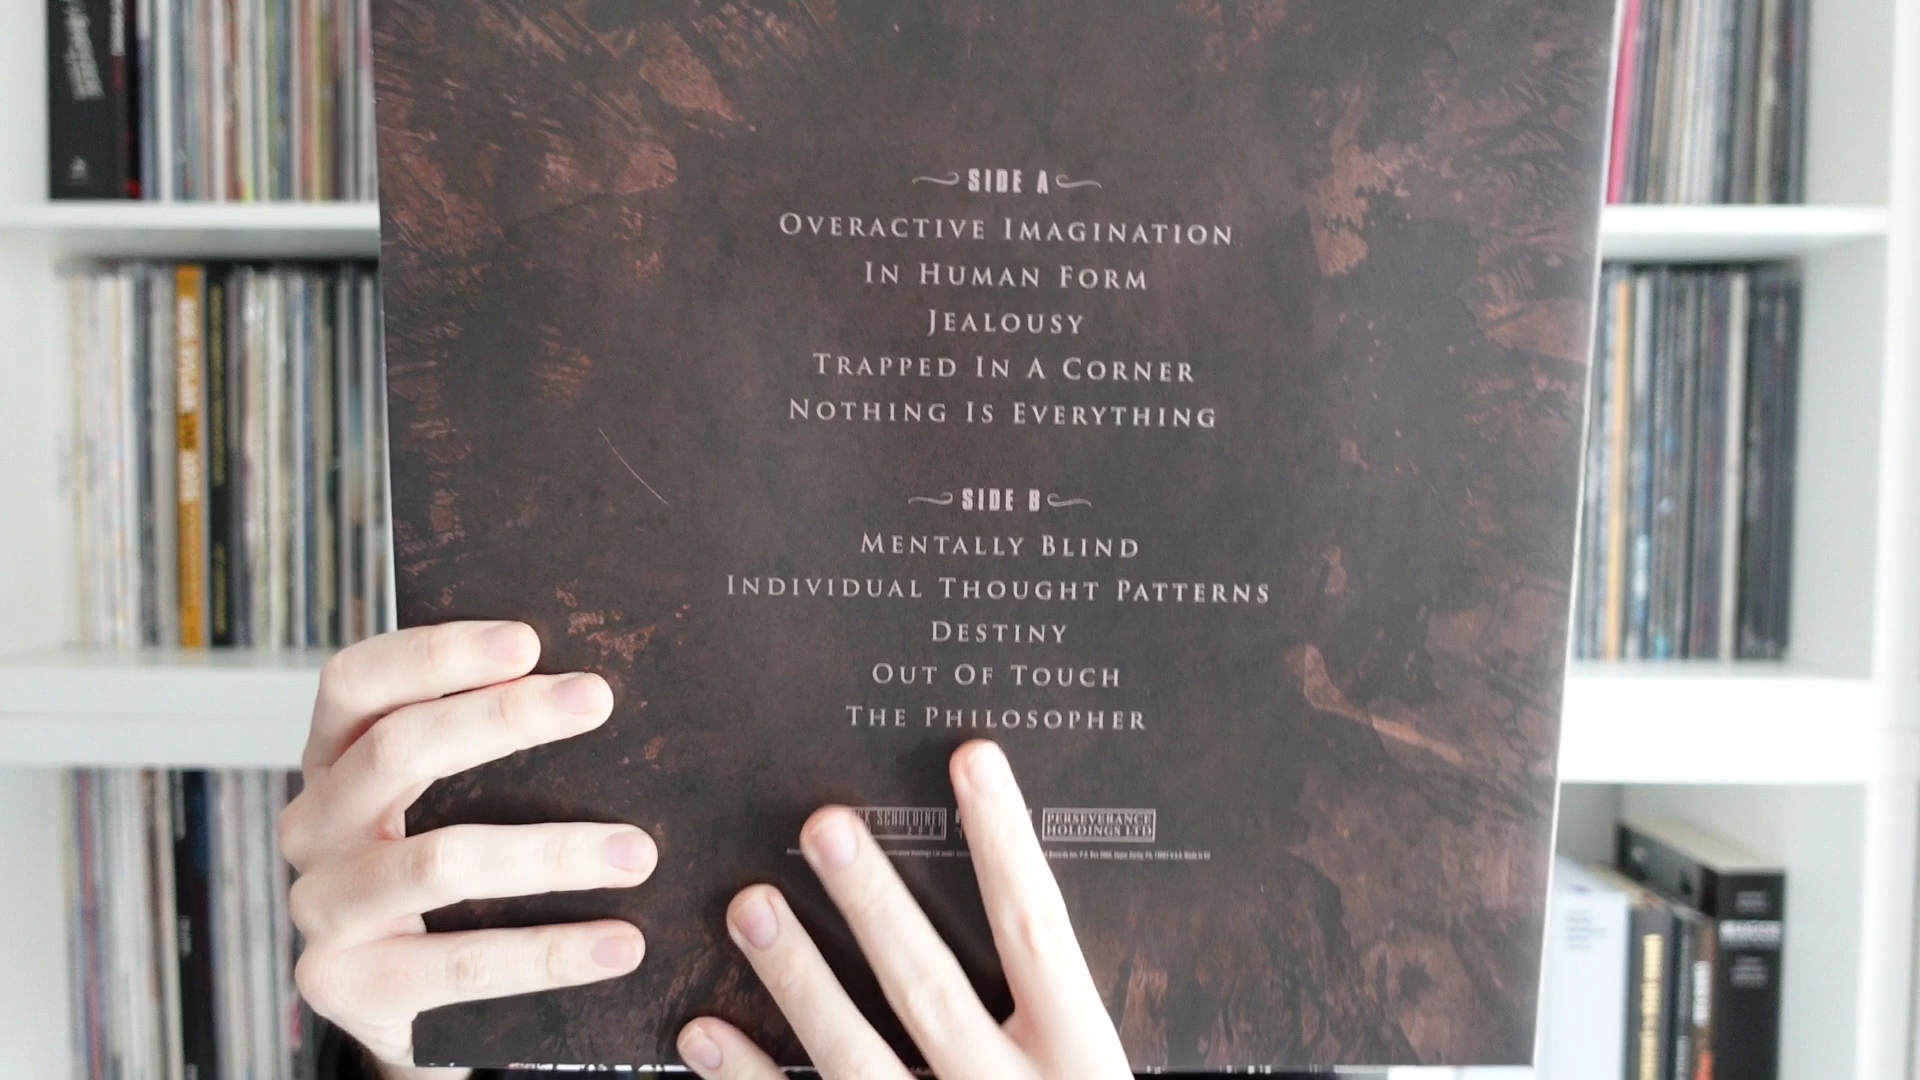 SIDE A
OVERACTIVE IMAGINATION
IN HUMAN FORM
JEALOUSY
TRAPPED IN A CORNER
NOTHING IS EVERYTHING
SIDE B
MENTALLY BLIND
INDIVIDUAL THOUGHT PATTERNS
DESTINY
OUT OF TOUCH
THE PHILOSOPHER
SCHULDINER
PERSEVERANCE
HOLDINGS LTD